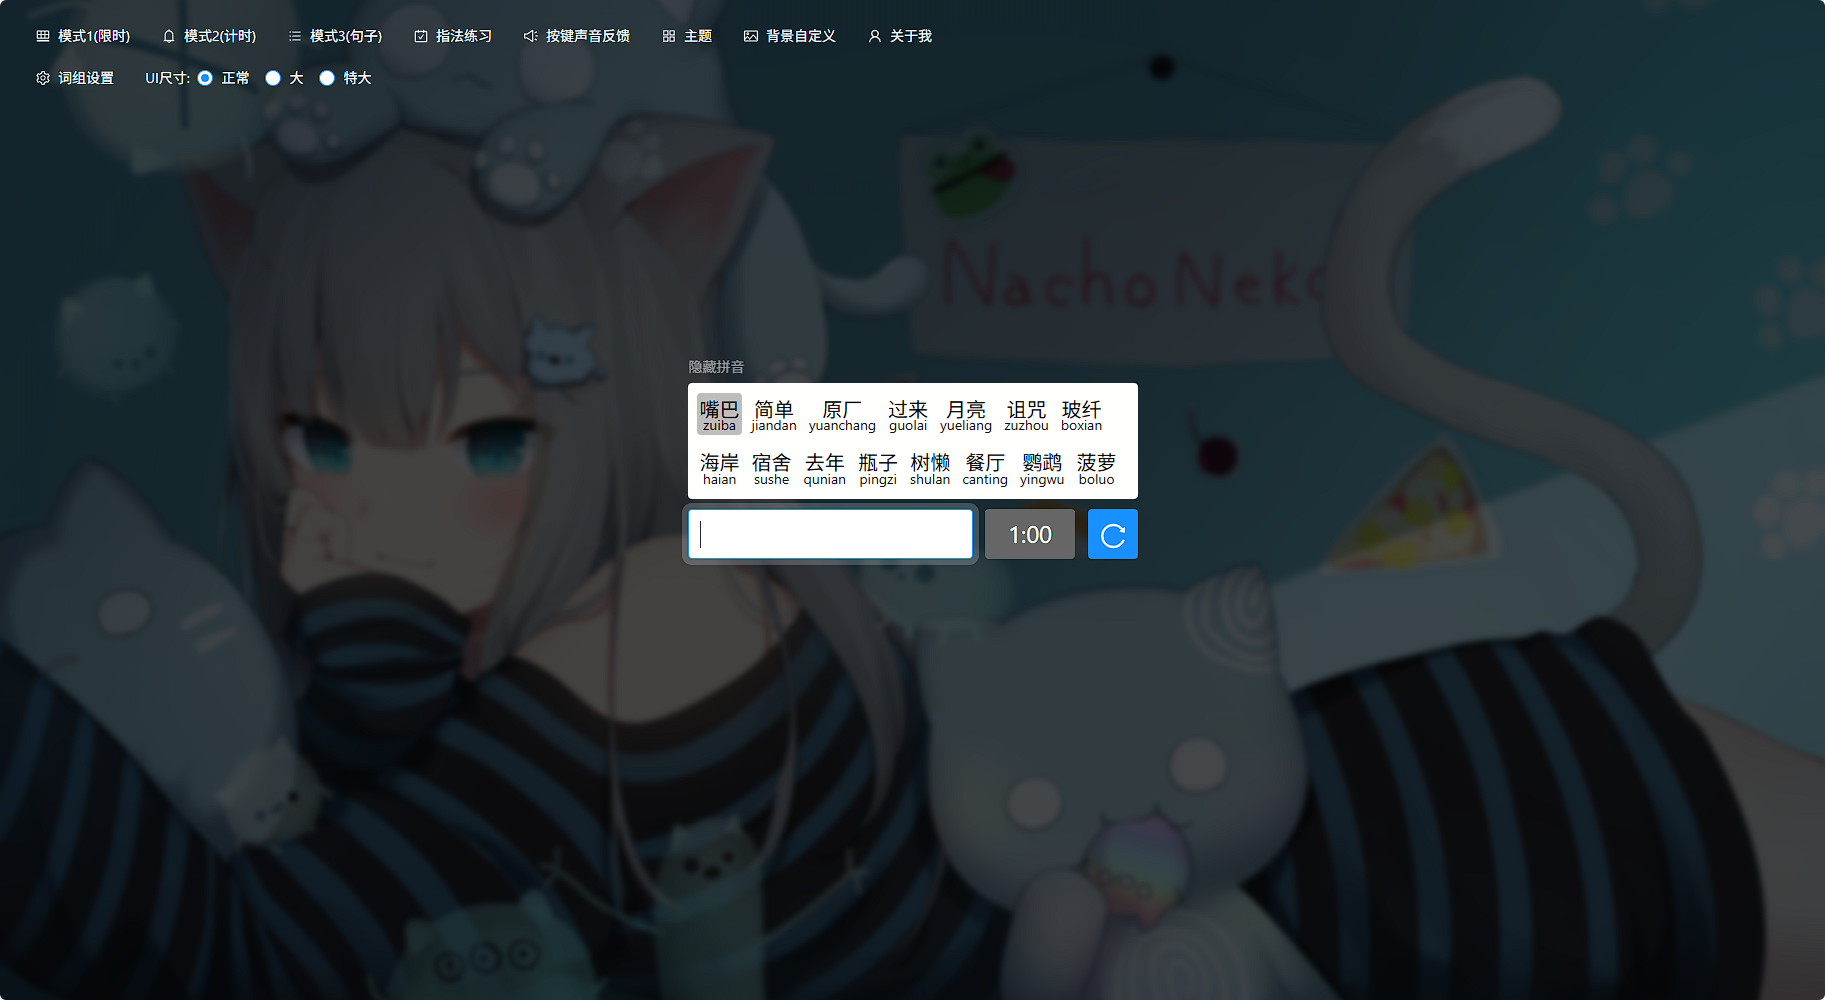 模式1(限时) 模式2(计时) 模式3(句子) 指法练习 按键声音反馈 主题 背景自定义 关于我
词组设置 UI尺寸: 正常 大 特大
Nacho Neko
隐藏拼音
嘴巴 简单 原厂 过来 月亮 诅咒 玻纤
zuiba jiandan yuanchang guolai yueliang zuzhou boxian
海岸 宿舍 去年 瓶子 树懒 餐厅 鹦鹉 菠萝
haian sushe qunian pingzi shulan canting yingwu boluo
1:00